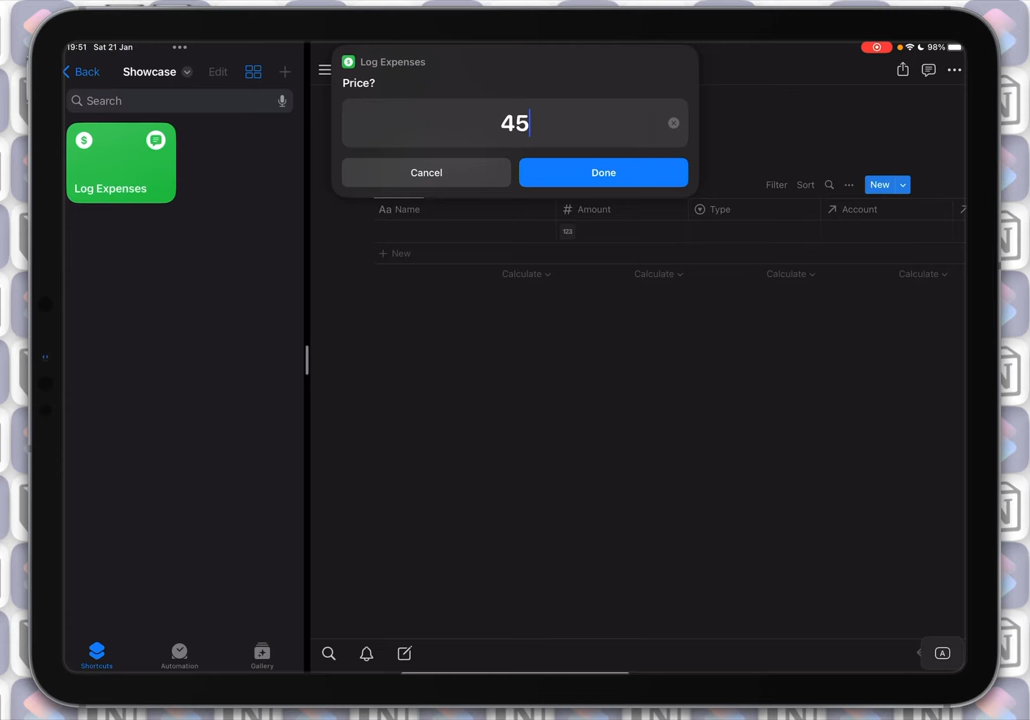 19:51 Sat 21 Jan
98%
Back
Showcase
Edit
Search
$
Log Expenses
Log Expenses
Price?
45
Cancel
Done
Filter Sort
New
Aa Name
# Amount
Type
Account
123
+ New
Calculate
Calculate
Calculate
Calculate
Shortcuts
Automation
Gallery
A